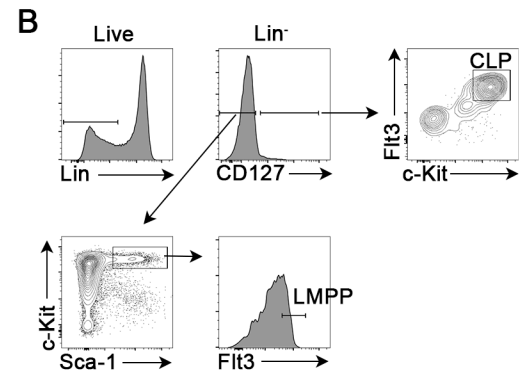 B
Live
Lin⁻
Lin
CD127
Flt3
CLP
c-Kit
c-Kit
Sca-1
LMPP
Flt3